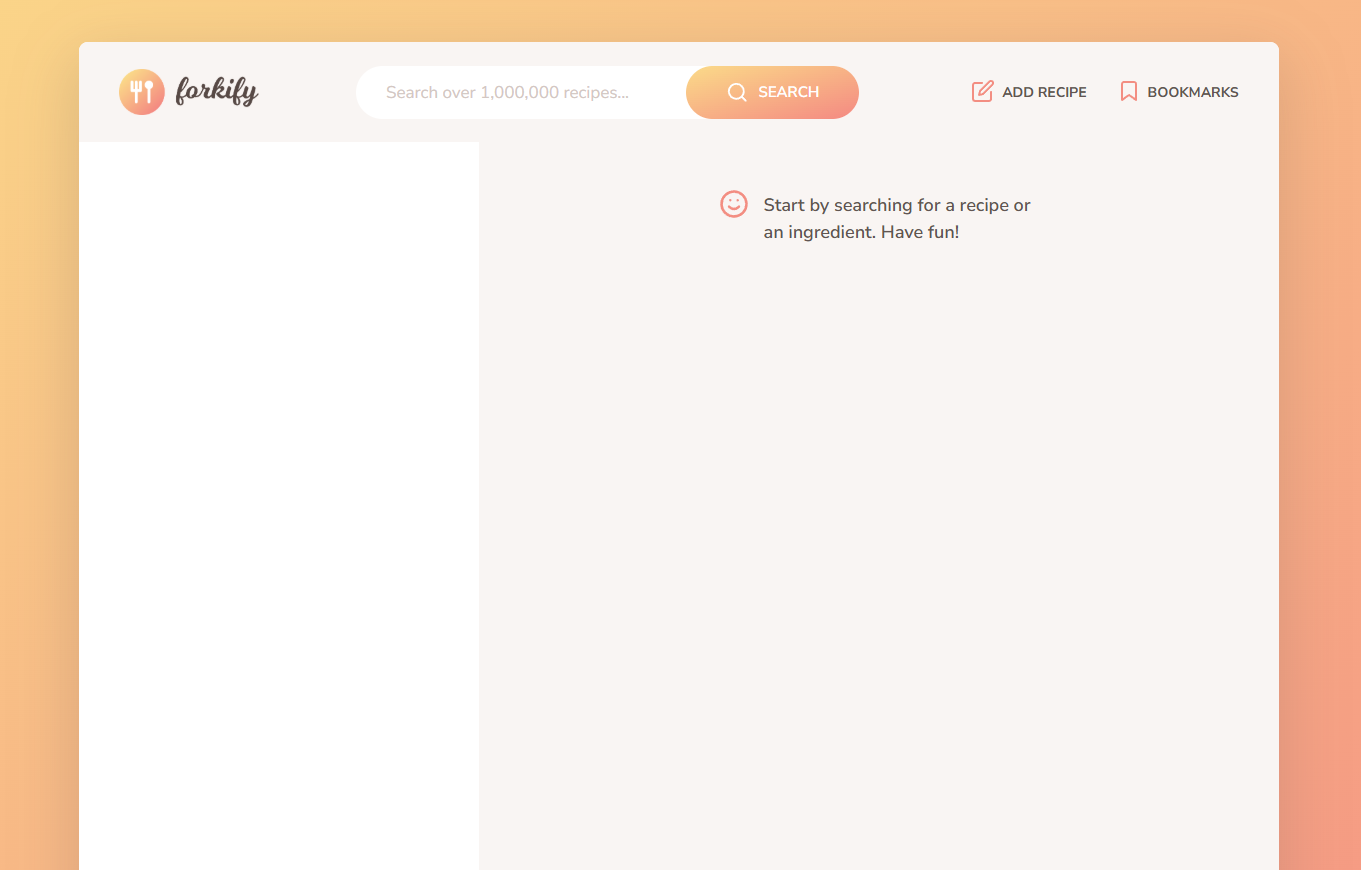 forkify
Search over 1,000,000 recipes...
SEARCH
ADD RECIPE
BOOKMARKS
Start by searching for a recipe or
an ingredient. Have fun!